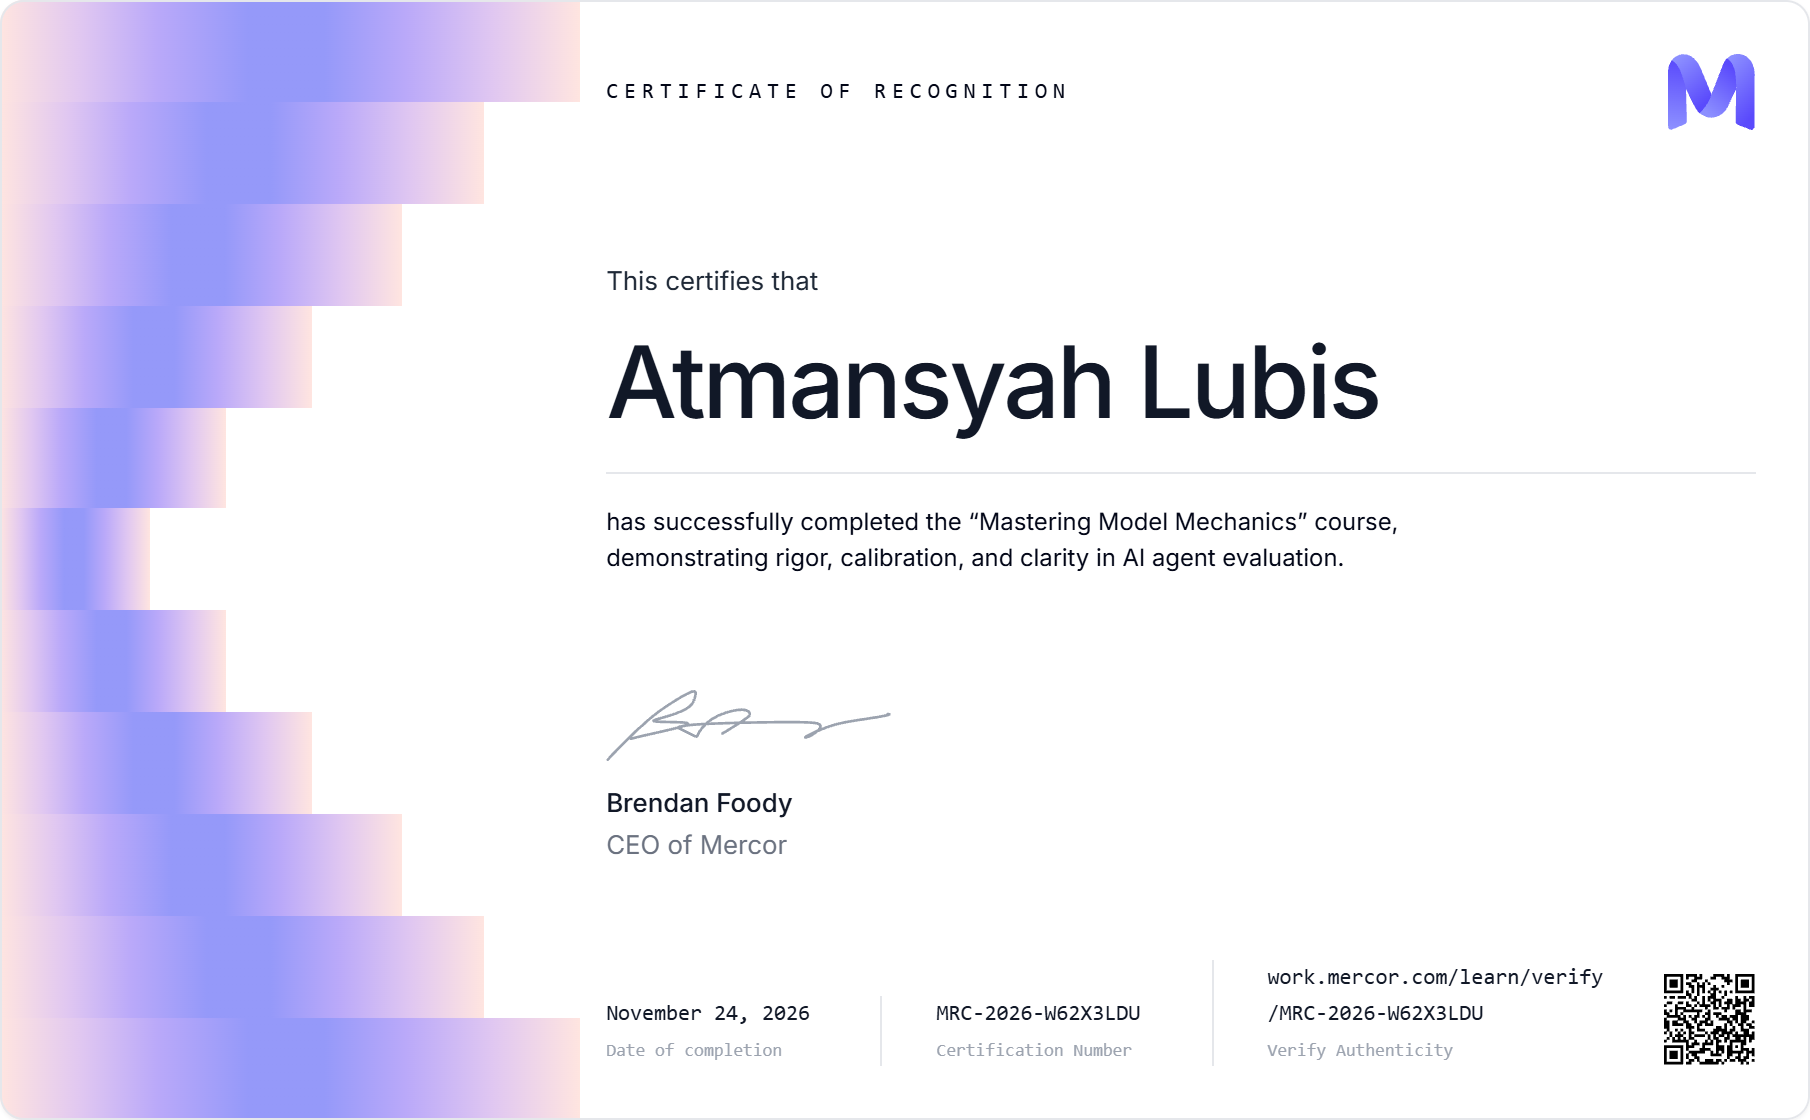 CERTIFICATE OF RECOGNITION
This certifies that
Atmansyah Lubis
has successfully completed the “Mastering Model Mechanics” course,
demonstrating rigor, calibration, and clarity in AI agent evaluation.
Brendan Foody
CEO of Mercor
November 24, 2026
Date of completion
MRC-2026-W62X3LDU
Certification Number
work.mercor.com/learn/verify
/MRC-2026-W62X3LDU
Verify Authenticity